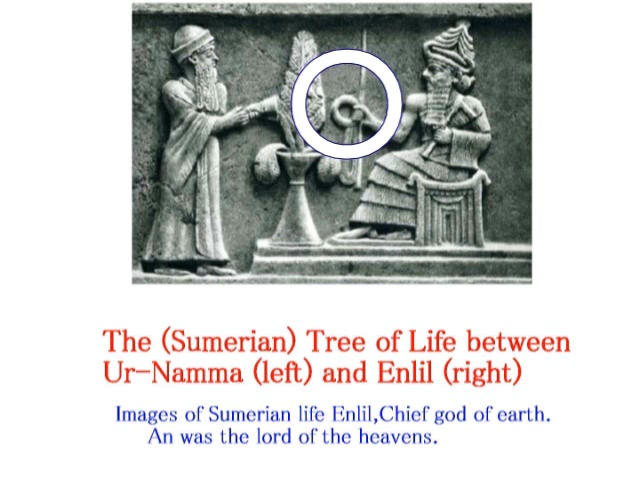 The (Sumerian) Tree of Life between
Ur-Namma (left) and Enlil (right)
Images of Sumerian life Enlil,Chief god of earth.
An was the lord of the heavens.